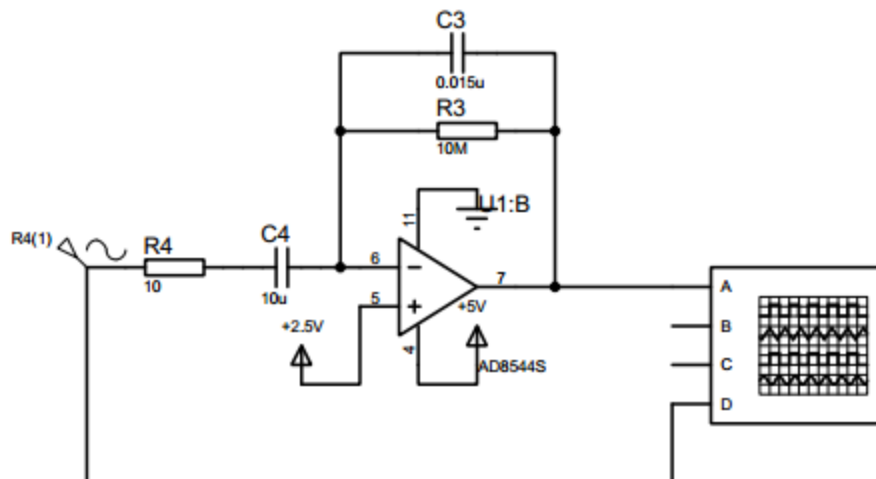 C3
0.015u
R3
10M
U1:B
11
R4(1)
R4
10
C4
10u
6
7
5
+2.5V
+5V
4
AD8544S
A
B
C
D